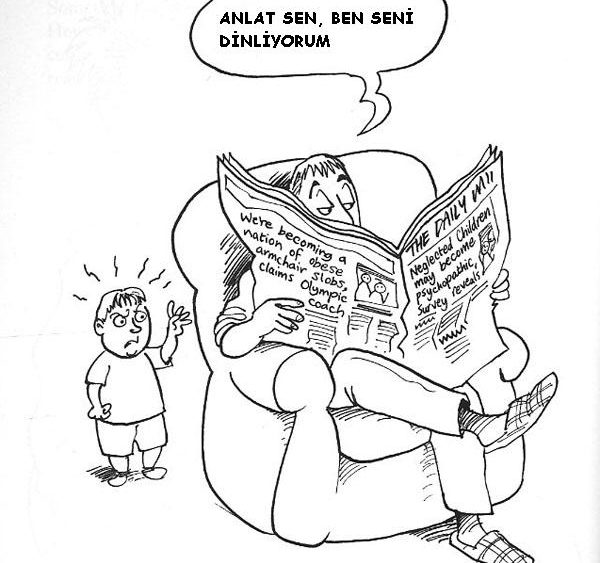 ANLAT SEN, BEN SENİ
DİNLİYORUM
We're becoming a
nation of obese
armchair slobs,
claims Olympic
coach
THE DAILY
Neglected Children
may become
psychopathic,
survey reveals